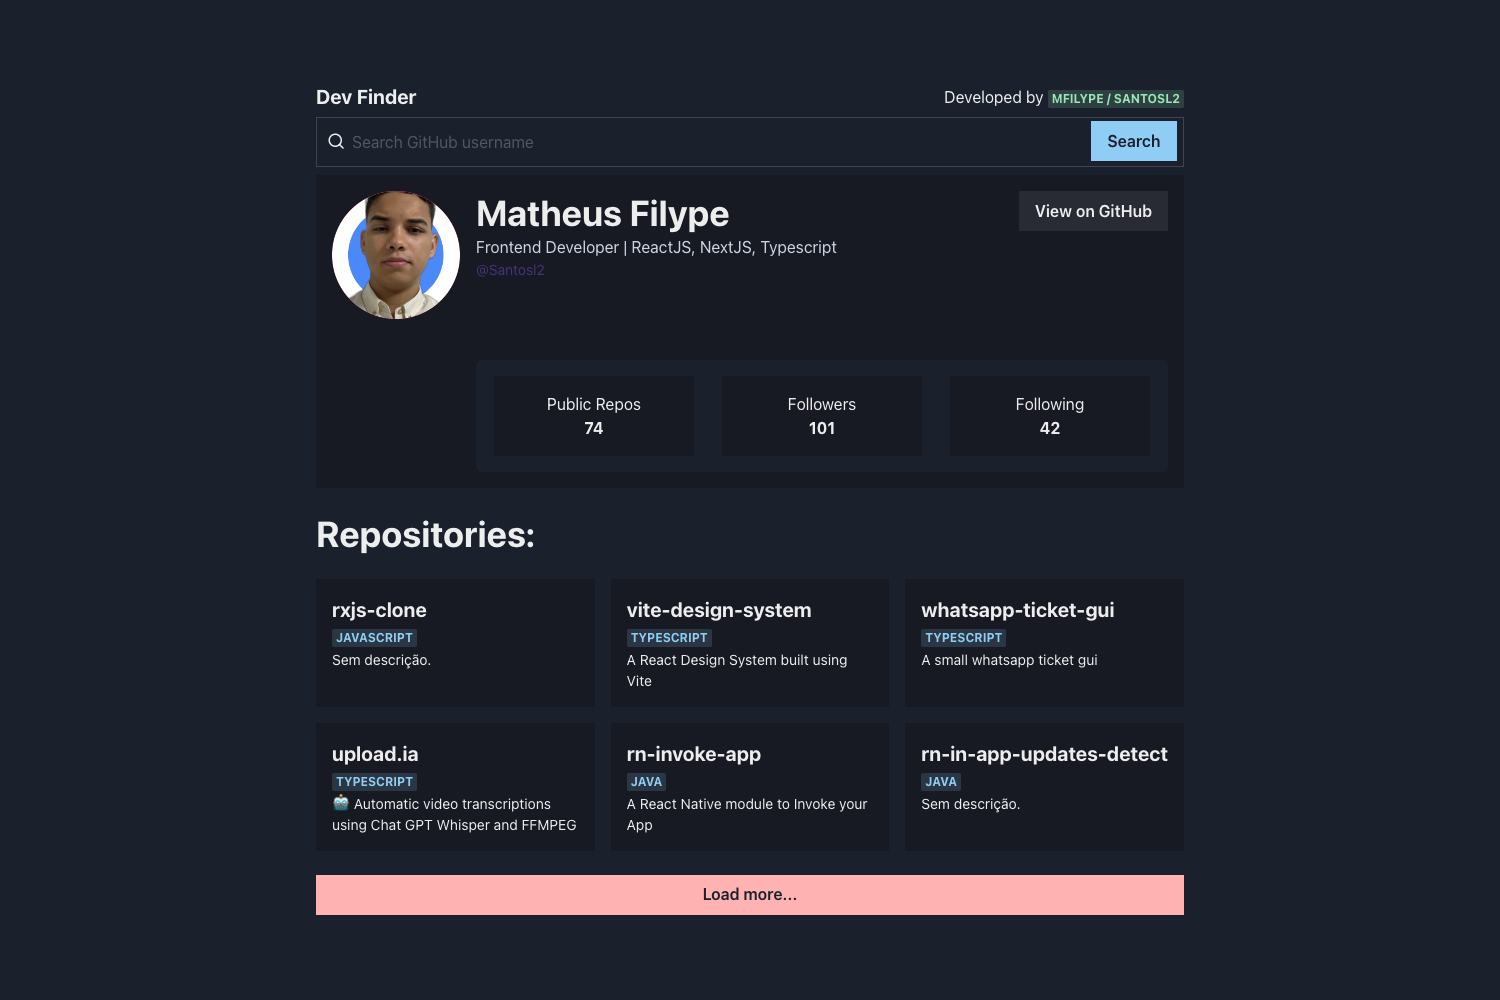 Dev Finder
Developed by MFILYPE / SANTOSL2
Search GitHub username
Search
Matheus Filype
View on GitHub
Frontend Developer | ReactJS, NextJS, Typescript
@Santosl2
Public Repos
74
Followers
101
Following
42
Repositories:
rxjs-clone
JAVASCRIPT
Sem descrição.
vite-design-system
TYPESCRIPT
A React Design System built using
Vite
whatsapp-ticket-gui
TYPESCRIPT
A small whatsapp ticket gui
upload.ia
TYPESCRIPT
🤖 Automatic video transcriptions
using Chat GPT Whisper and FFMPEG
rn-invoke-app
JAVA
A React Native module to Invoke your
App
rn-in-app-updates-detect
JAVA
Sem descrição.
Load more...